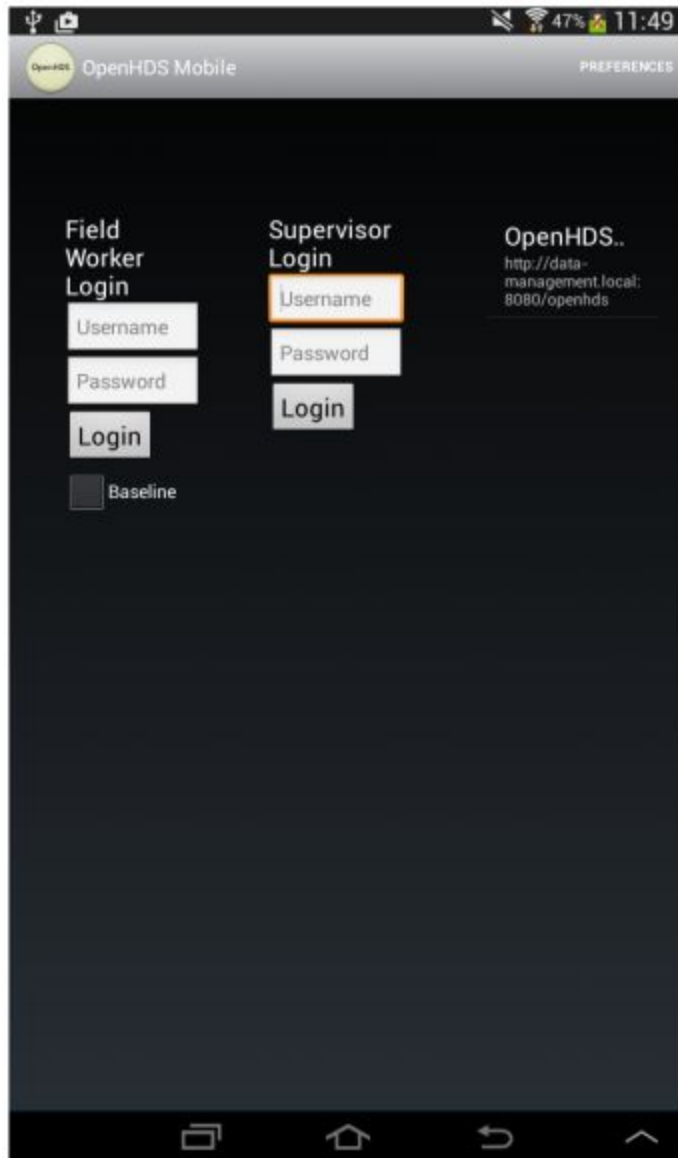 47% 11:49
OpenHDS OpenHDS Mobile PREFERENCES
Field
Worker
Login
Username
Password
Login
Baseline
Supervisor
Login
Username
Password
Login
OpenHDS..
http://data-
management.local:
8080/openhds